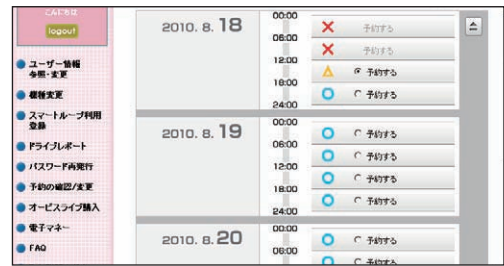 こんにちは
logout
ユーザー情報
参照・変更
機種変更
スマートループ利用
登録
ドライブレポート
パスワード再発行
予約の確認/変更
オービスライブ購入
電子マネー
FAQ
2010. 8. 18
00:00
予約する
06:00
予約する
12:00
予約する
18:00
予約する
24:00
2010. 8. 19
00:00
予約する
06:00
予約する
12:00
予約する
18:00
予約する
24:00
2010. 8. 20
00:00
予約する
06:00
予約する